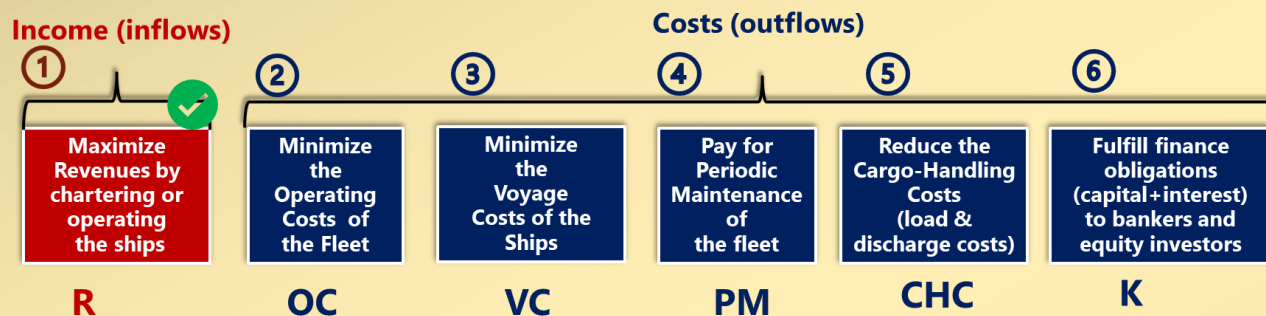 Income (inflows)
Costs (outflows)
1
2
3
4
5
6
Maximize
Revenues by
chartering or
operating
the ships
Minimize
the
Operating
Costs of
the Fleet
Minimize
the
Voyage
Costs of the
Ships
Pay for
Periodic
Maintenance
of
the fleet
Reduce the
Cargo-Handling
Costs
(load &
discharge costs)
Fulfill finance
obligations
(capital+interest)
to bankers and
equity investors
R
OC
VC
PM
CHC
K